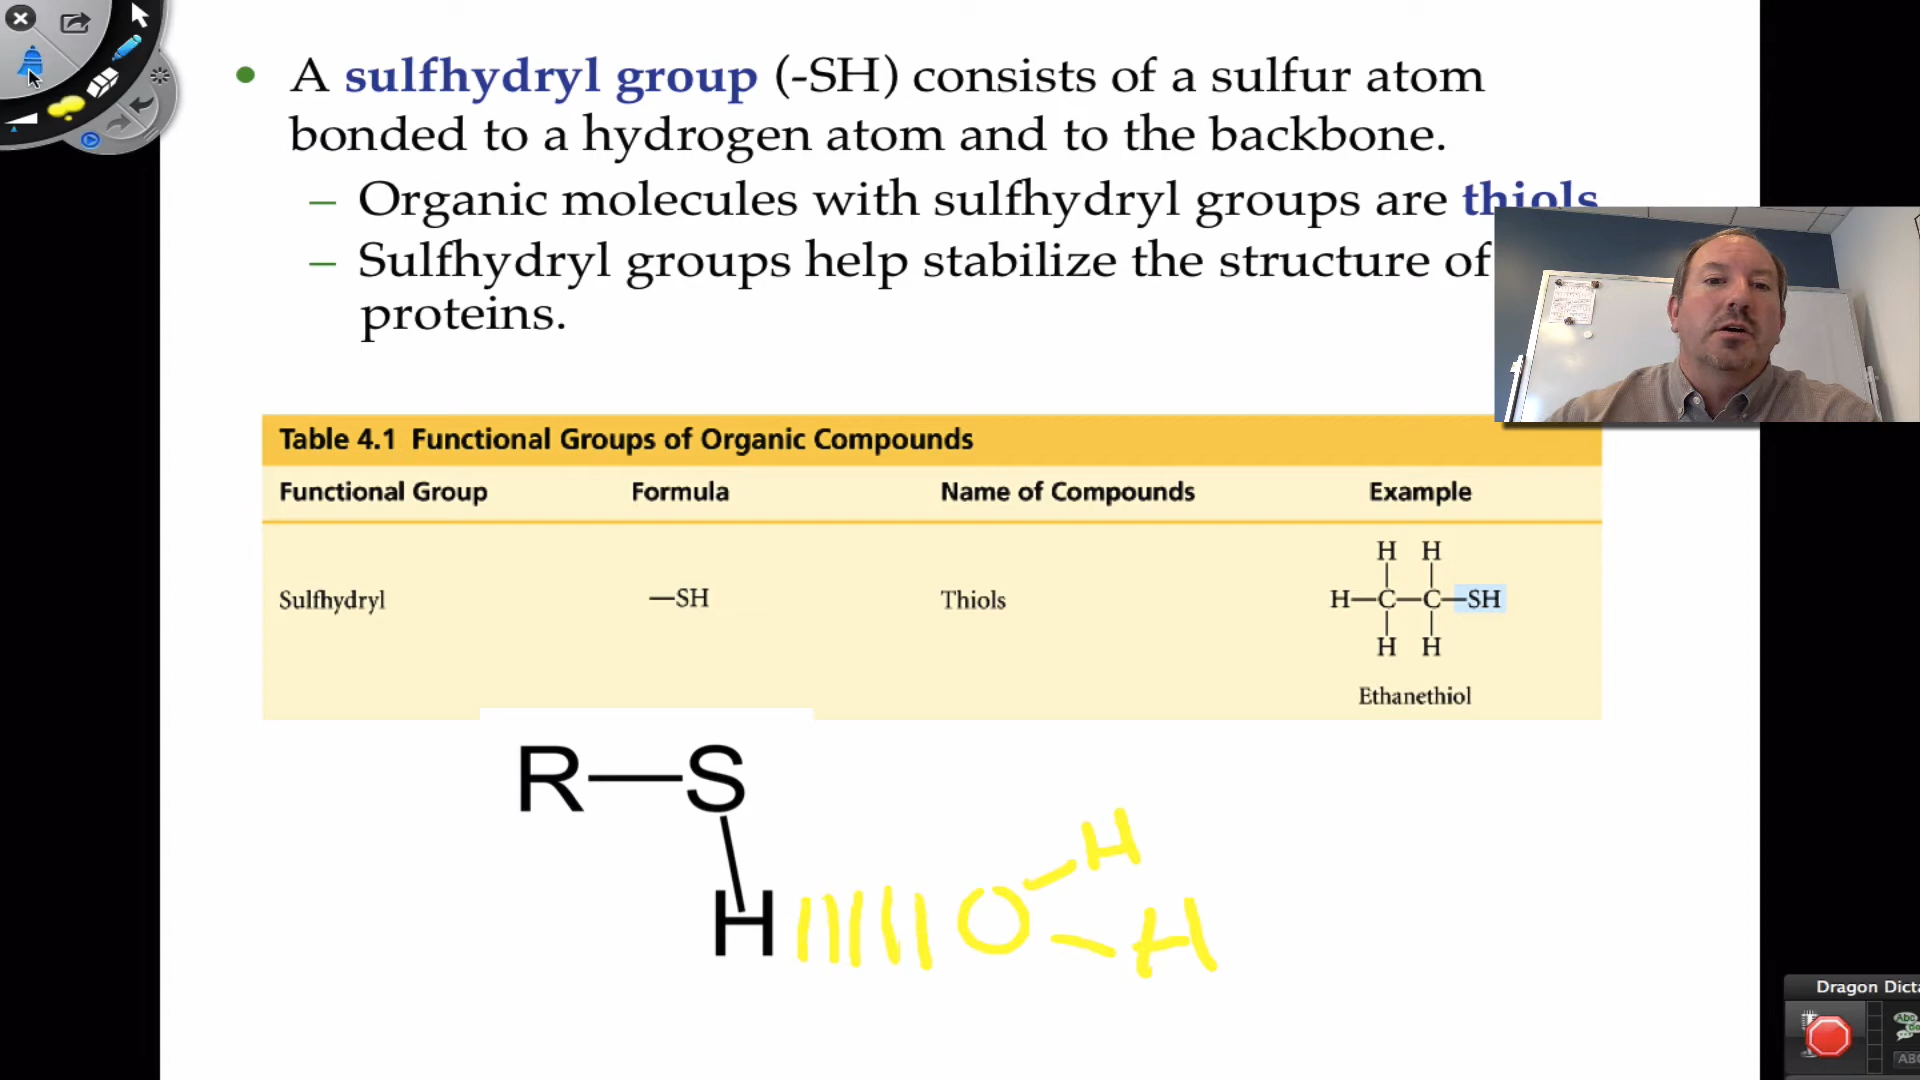 • A sulfhydryl group (-SH) consists of a sulfur atom
bonded to a hydrogen atom and to the backbone.
– Organic molecules with sulfhydryl groups are thiols
– Sulfhydryl groups help stabilize the structure of
proteins.
Table 4.1 Functional Groups of Organic Compounds
Functional Group Formula Name of Compounds Example
H H
Sulfhydryl —SH Thiols H—C—C—SH
H H
Ethanethiol
R—S
H
H O H
Dragon
Abc